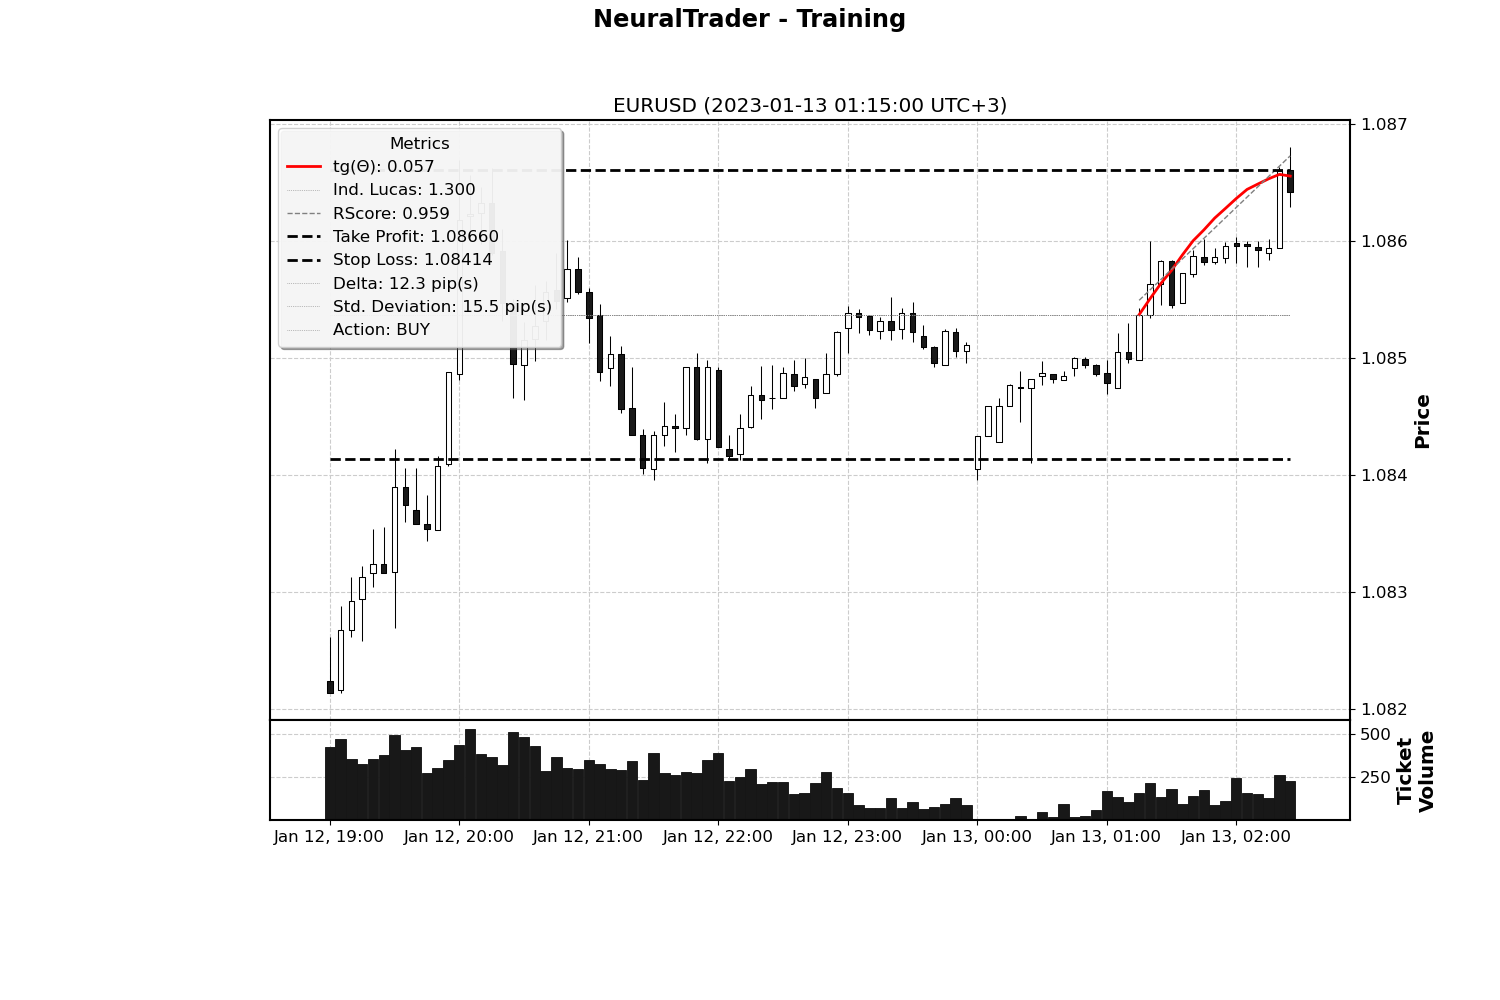 NeuralTrader - Training
EURUSD (2023-01-13 01:15:00 UTC+3)
Metrics
tg(Θ): 0.057
Ind. Lucas: 1.300
RScore: 0.959
Take Profit: 1.08660
Stop Loss: 1.08414
Delta: 12.3 pip(s)
Std. Deviation: 15.5 pip(s)
Action: BUY
1.087
1.086
1.085
1.084
1.083
1.082
Price
500
250
Ticket
Volume
Jan 12, 19:00
Jan 12, 20:00
Jan 12, 21:00
Jan 12, 22:00
Jan 12, 23:00
Jan 13, 00:00
Jan 13, 01:00
Jan 13, 02:00